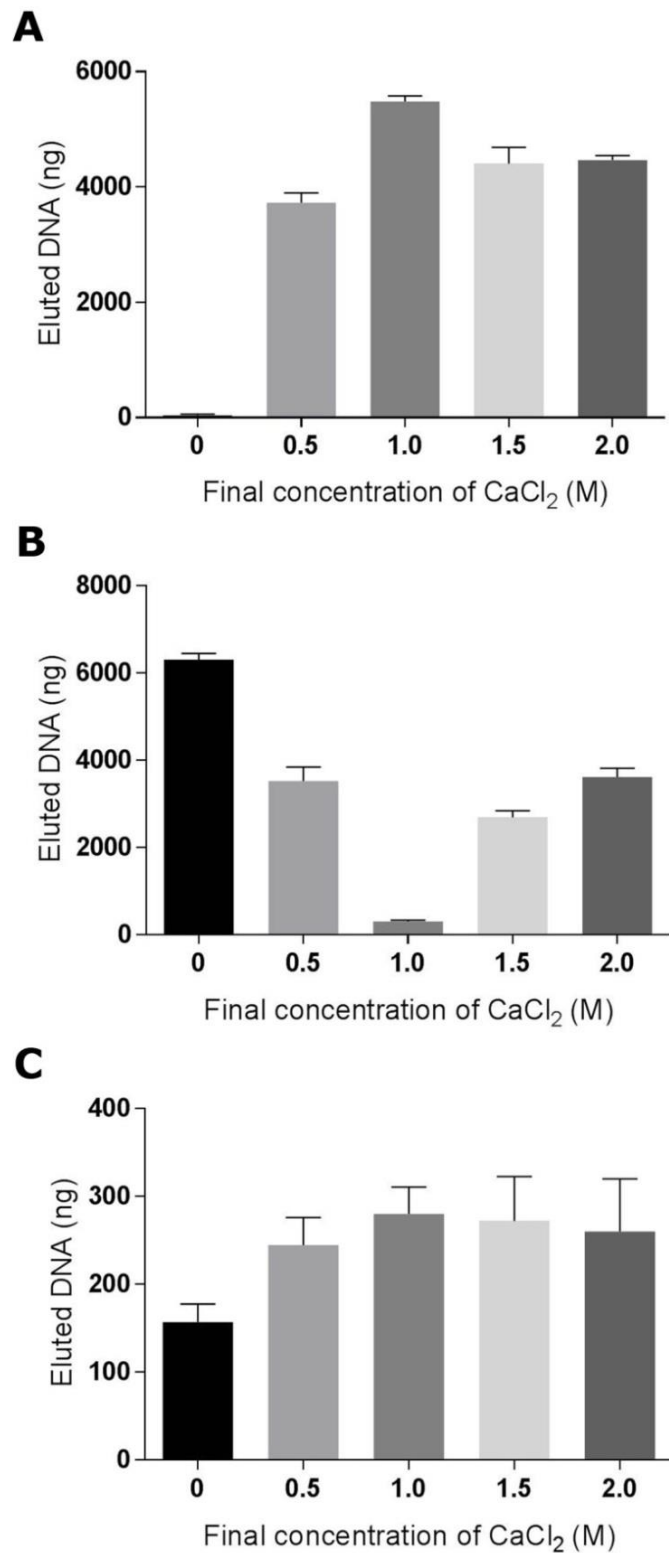 A
6000
4000
2000
0
Eluted DNA (ng)
0 0.5 1.0 1.5 2.0
Final concentration of CaCl₂ (M)
B
8000
6000
4000
2000
0
Eluted DNA (ng)
0 0.5 1.0 1.5 2.0
Final concentration of CaCl₂ (M)
C
400
300
200
100
0
Eluted DNA (ng)
0 0.5 1.0 1.5 2.0
Final concentration of CaCl₂ (M)